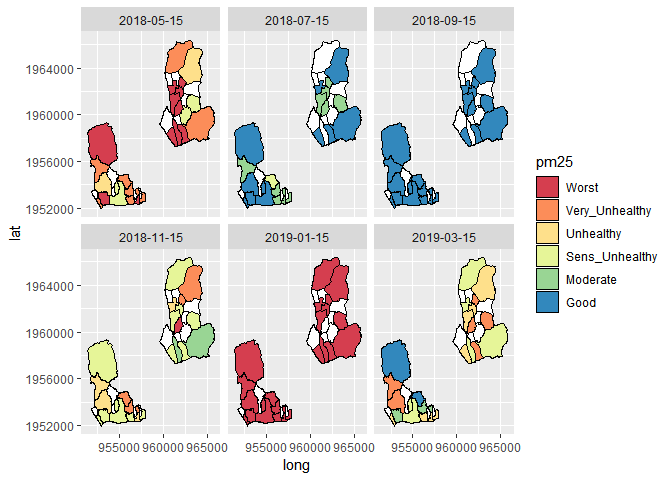 2018-05-15 2018-07-15 2018-09-15
1964000
1960000
1956000
1952000
2018-11-15 2019-01-15 2019-03-15
1964000
1960000
1956000
1952000
955000 960000 965000 955000 960000 965000 955000 960000 965000
long
lat
pm25
Worst
Very_Unhealthy
Unhealthy
Sens_Unhealthy
Moderate
Good